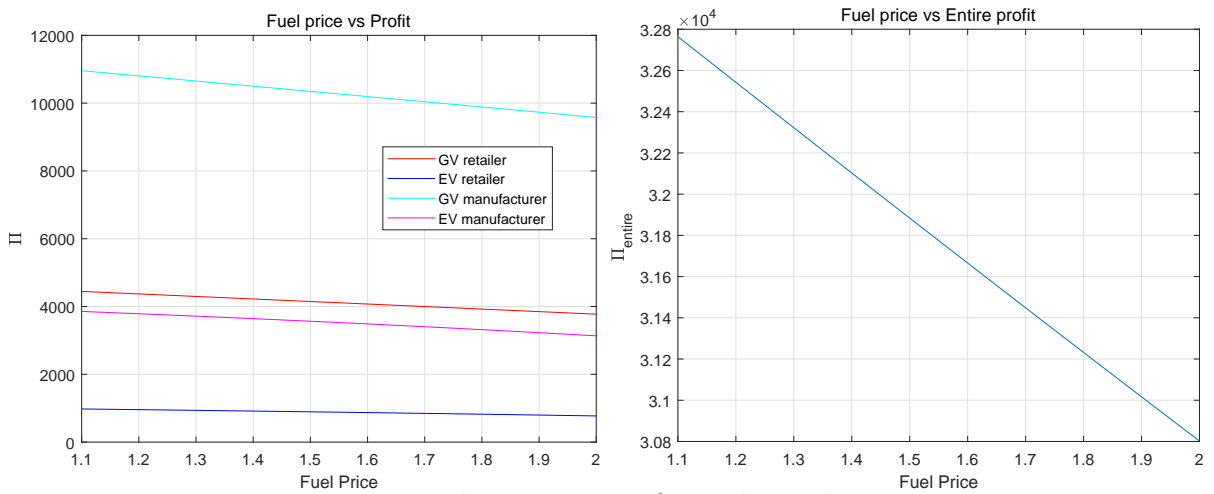 Fuel price vs Profit
12000
10000
8000
6000
4000
2000
0
Π
GV retailer
EV retailer
GV manufacturer
EV manufacturer
1.1 1.2 1.3 1.4 1.5 1.6 1.7 1.8 1.9 2
Fuel Price
Fuel price vs Entire profit
×10⁴
3.28
3.26
3.24
3.22
3.2
3.18
3.16
3.14
3.12
3.1
3.08
Π_entire
1.1 1.2 1.3 1.4 1.5 1.6 1.7 1.8 1.9 2
Fuel Price